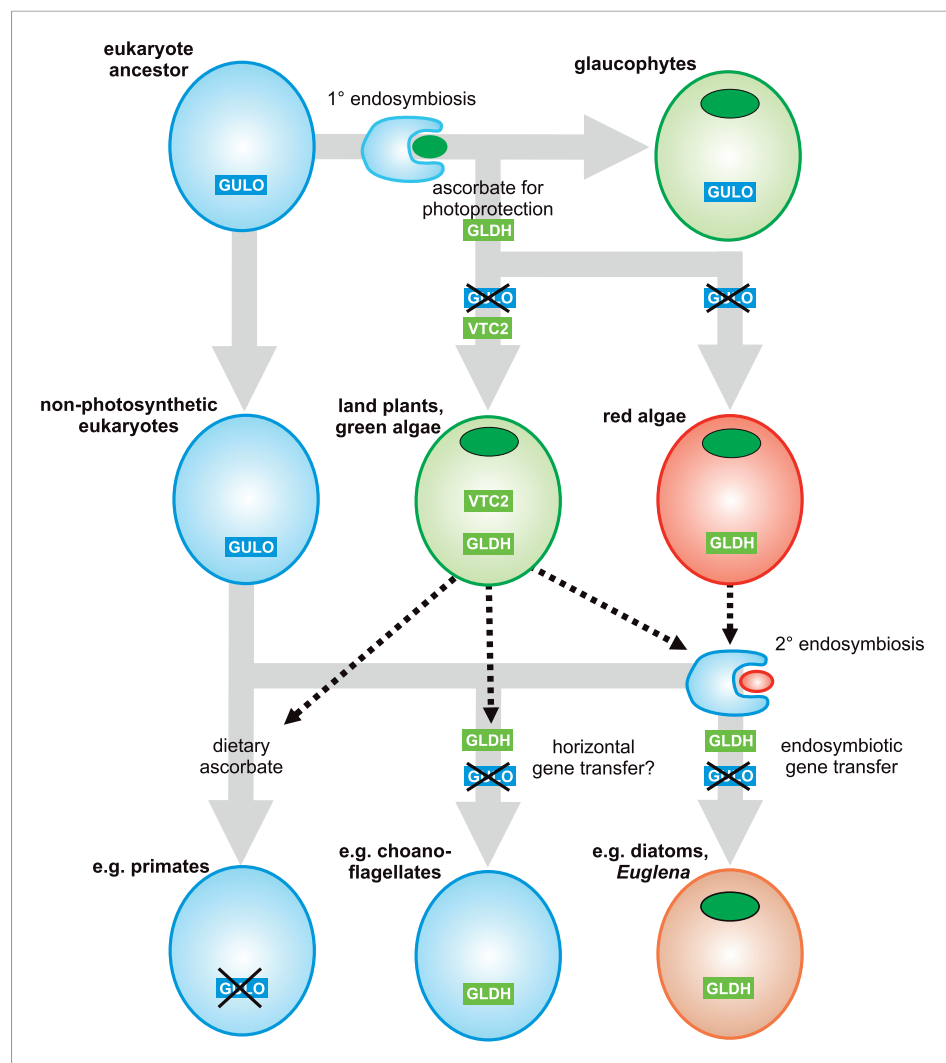 eukaryote
ancestor
GULO
1° endosymbiosis
glaucophytes
GULO
ascorbate for
photoprotection
GLDH
GULO
VTC2
GULO
non-photosynthetic
eukaryotes
GULO
land plants,
green algae
VTC2
GLDH
red algae
GLDH
2° endosymbiosis
dietary
ascorbate
GLDH
GULO
horizontal
gene transfer?
GLDH
GULO
endosymbiotic
gene transfer
e.g. primates
GULO
e.g. choano-
flagellates
GLDH
e.g. diatoms,
Euglena
GLDH